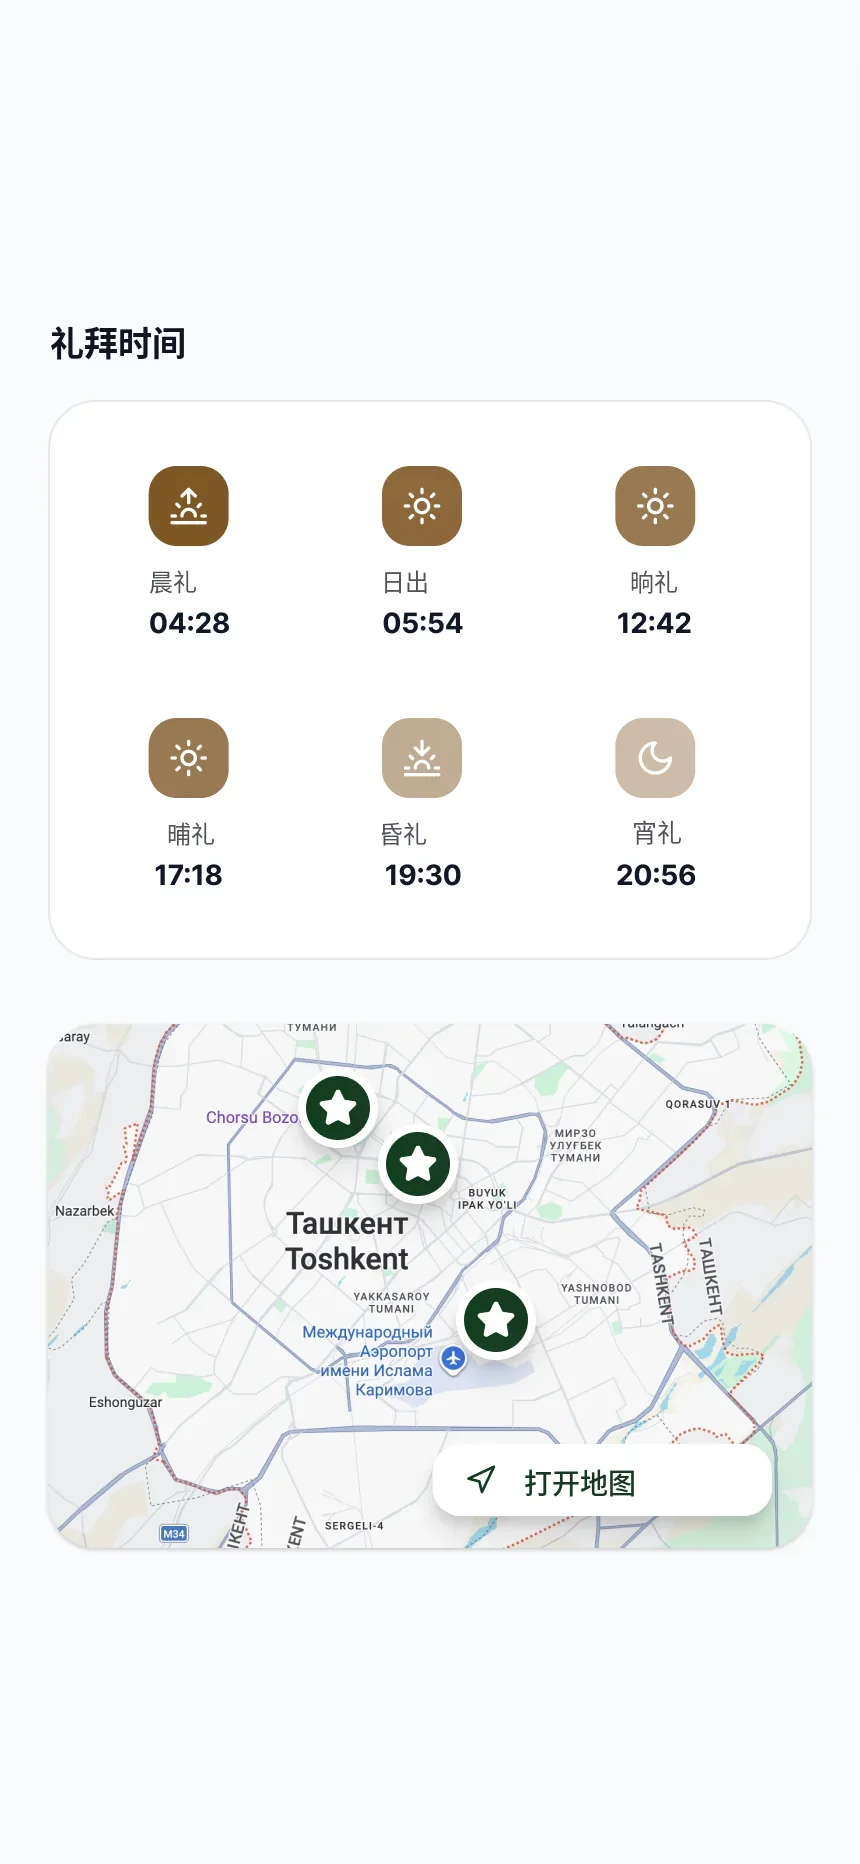 礼拜时间
晨礼
日出
晌礼
04:28
05:54
12:42
晡礼
昏礼
宵礼
17:18
19:30
20:56
ТУМАНИ
Chorsu Bozo
QORASUV-1
МИРЗО
УЛУҒБЕК
ТУМАНИ
BUYUK
IPAK YO'LI
Nazarbek
Ташкент
Toshkent
TASHKENT
ТАШКЕНТ
YAKKASAROY
TUMANI
YASHNOBOD
TUMANI
Международный
Аэропорт
имени Ислама
Каримова
Eshonguzar
打开地图
SERGELI-4
M34